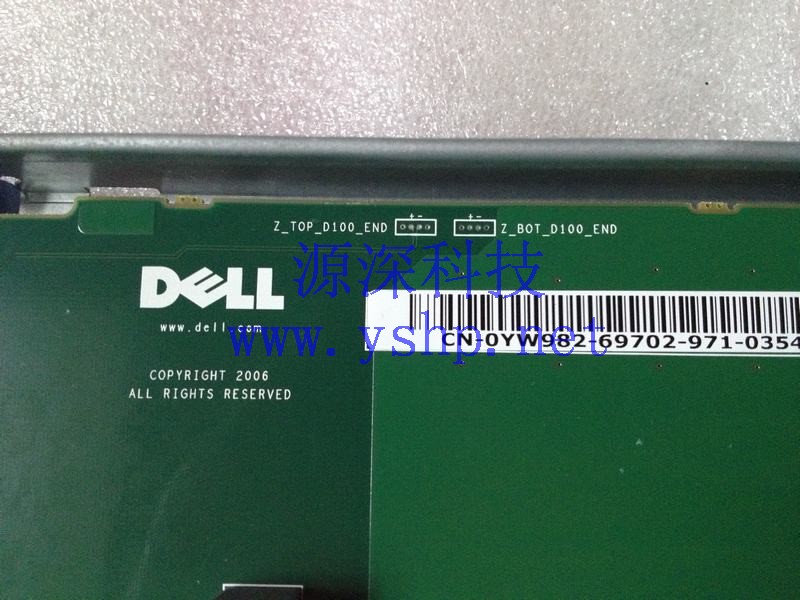 + -
+ -
Z_TOP_D100_END
Z_BOT_D100_END
DELL
www.dell.com
源深科技
www.yshp.net
CN-0YW982-69702-971-0354
COPYRIGHT 2006
ALL RIGHTS RESERVED